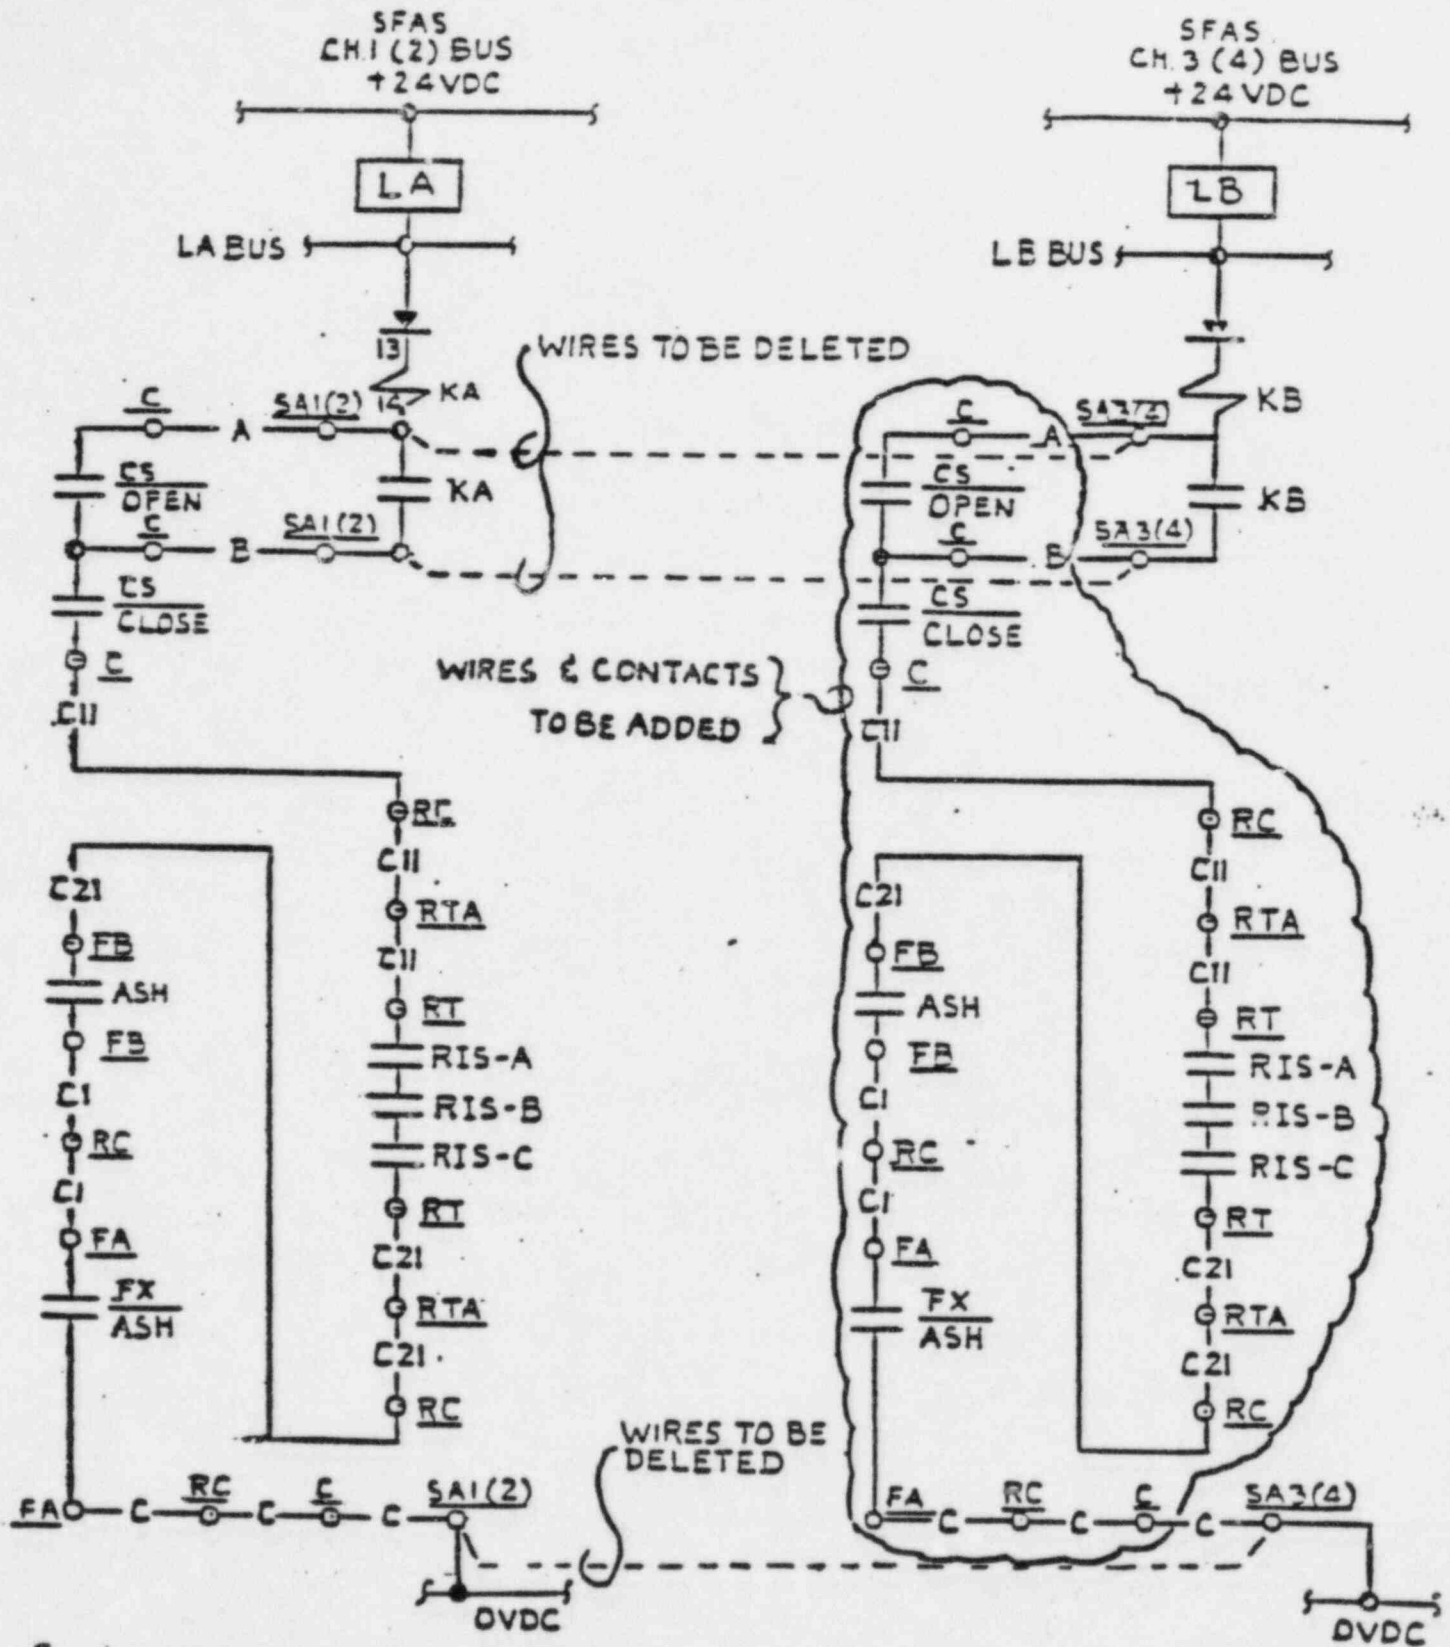 SFAS
CH.1 (2) BUS
+24VDC
LA
LA BUS
13
14
KA
WIRES TO BE DELETED
C
A
SA1(2)
CS
OPEN
KA
C
B
SA1(2)
CS
CLOSE
C
C11
RC
C11
RTA
C11
RT
RIS-A
RIS-B
RIS-C
RT
C21
RTA
C21
RC
C21
FB
ASH
FB
C1
RC
C1
FA
FX
ASH
FA
C
RC
C
C
C
SA1(2)
0VDC
WIRES TO BE
DELETED
WIRES & CONTACTS
TO BE ADDED
SFAS
CH. 3 (4) BUS
+24VDC
LB
LB BUS
KB
C
A
CS
OPEN
KB
C
B
SA3(4)
CS
CLOSE
C
C11
RC
C11
RTA
C11
RT
RIS-A
RIS-B
RIS-C
RT
C21
RTA
C21
RC
C21
FB
ASH
FB
C1
RC
C1
FA
FX
ASH
FA
C
RC
C
C
C
SA3(4)
0VDC